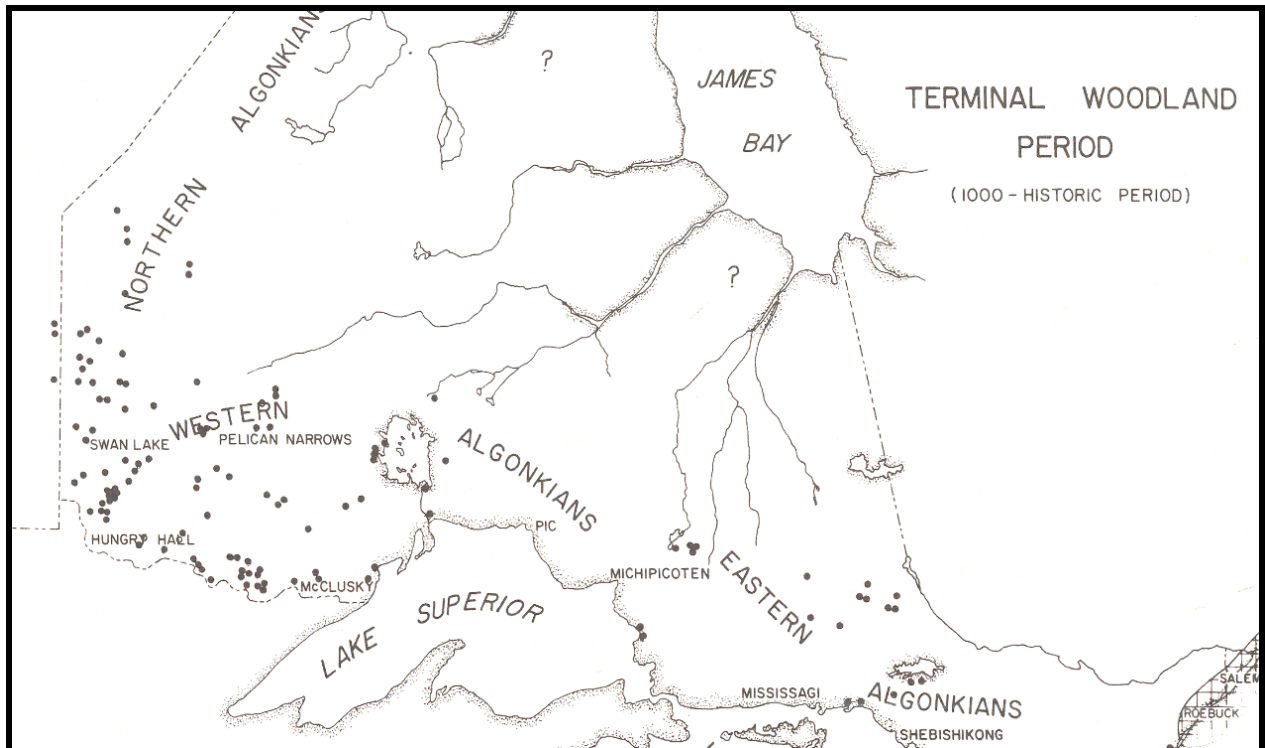 TERMINAL WOODLAND
PERIOD
(1000 - HISTORIC PERIOD)
JAMES
BAY
?
?
NORTHERN
ALGONKIANS
WESTERN
ALGONKIANS
SWAN LAKE
PELICAN NARROWS
HUNGRY HALL
McCLUSKY
PIC
MICHIPICOTEN
LAKE SUPERIOR
EASTERN
ALGONKIANS
MISSISSAGI
SHEBISHIKONG
SALEM
ROEBUCK